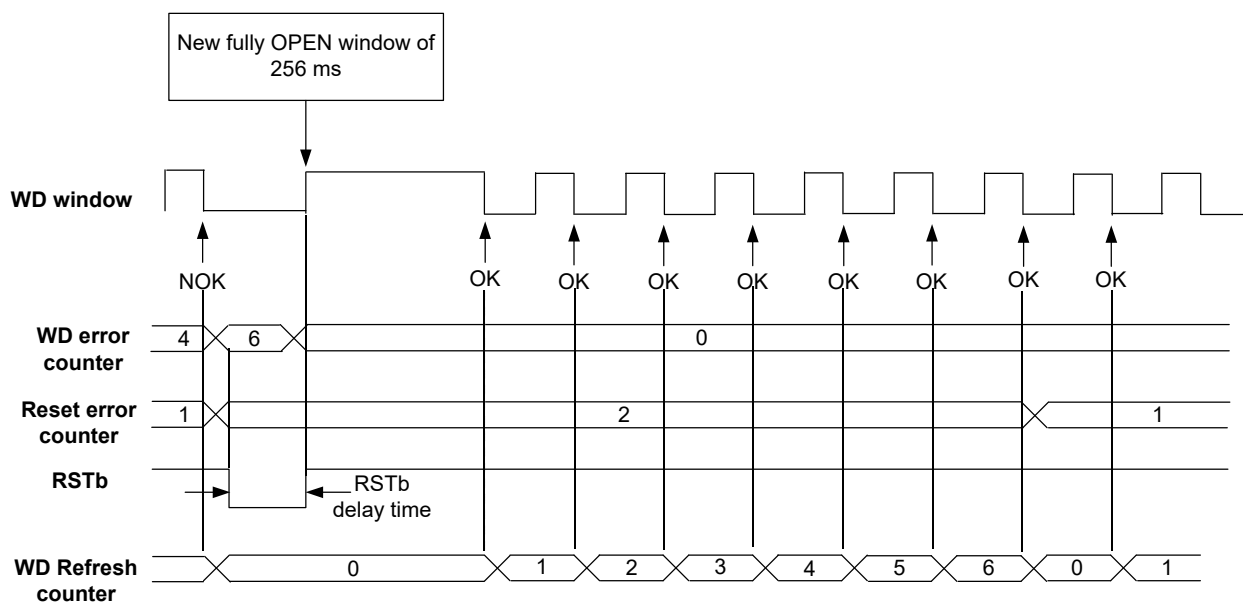 New fully OPEN window of
256 ms
WD window
NOK
OK
OK
OK
OK
OK
OK
OK
OK
WD error
counter
4
6
0
Reset error
counter
1
2
1
RSTb
RSTb
delay time
WD Refresh
counter
0
1
2
3
4
5
6
0
1